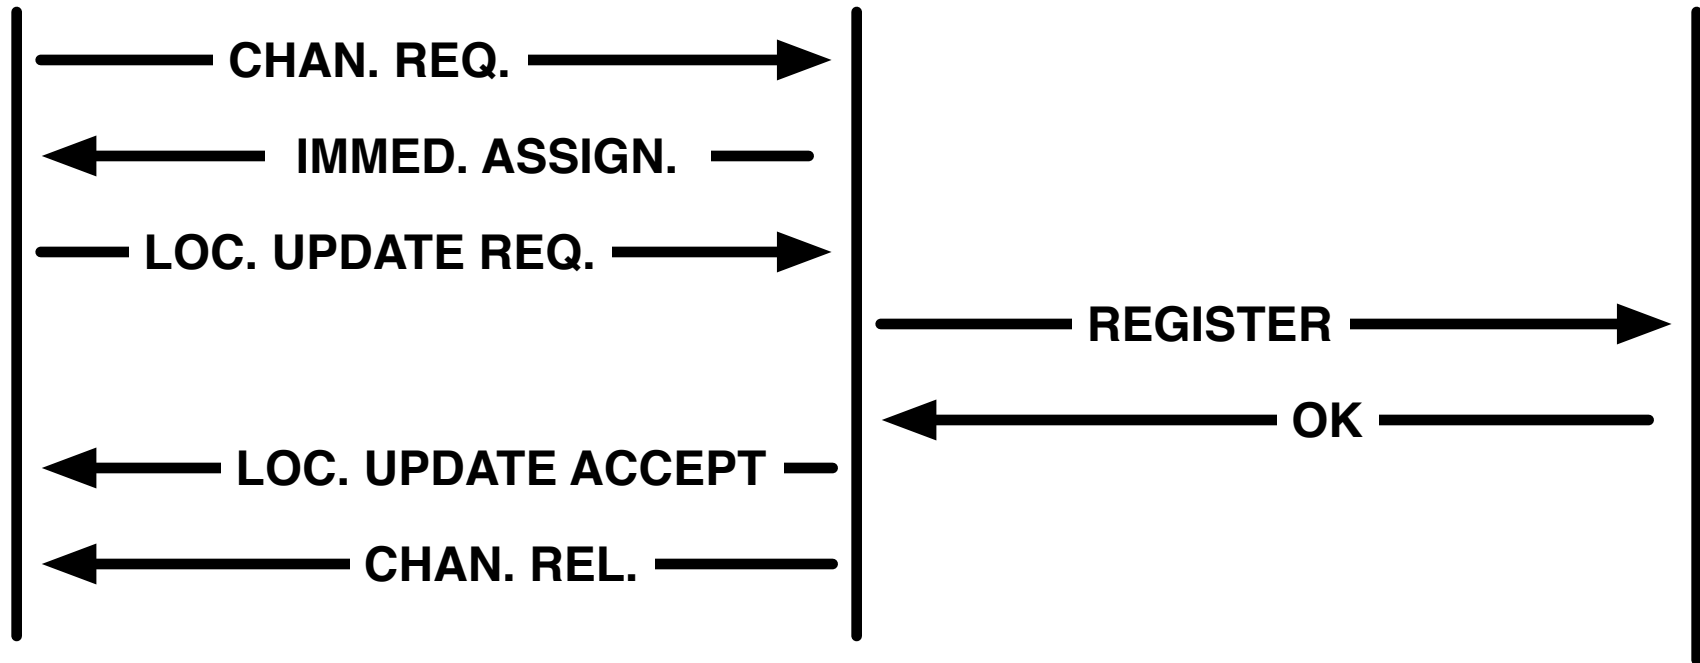 CHAN. REQ.
IMMED. ASSIGN.
LOC. UPDATE REQ.
REGISTER
OK
LOC. UPDATE ACCEPT
CHAN. REL.